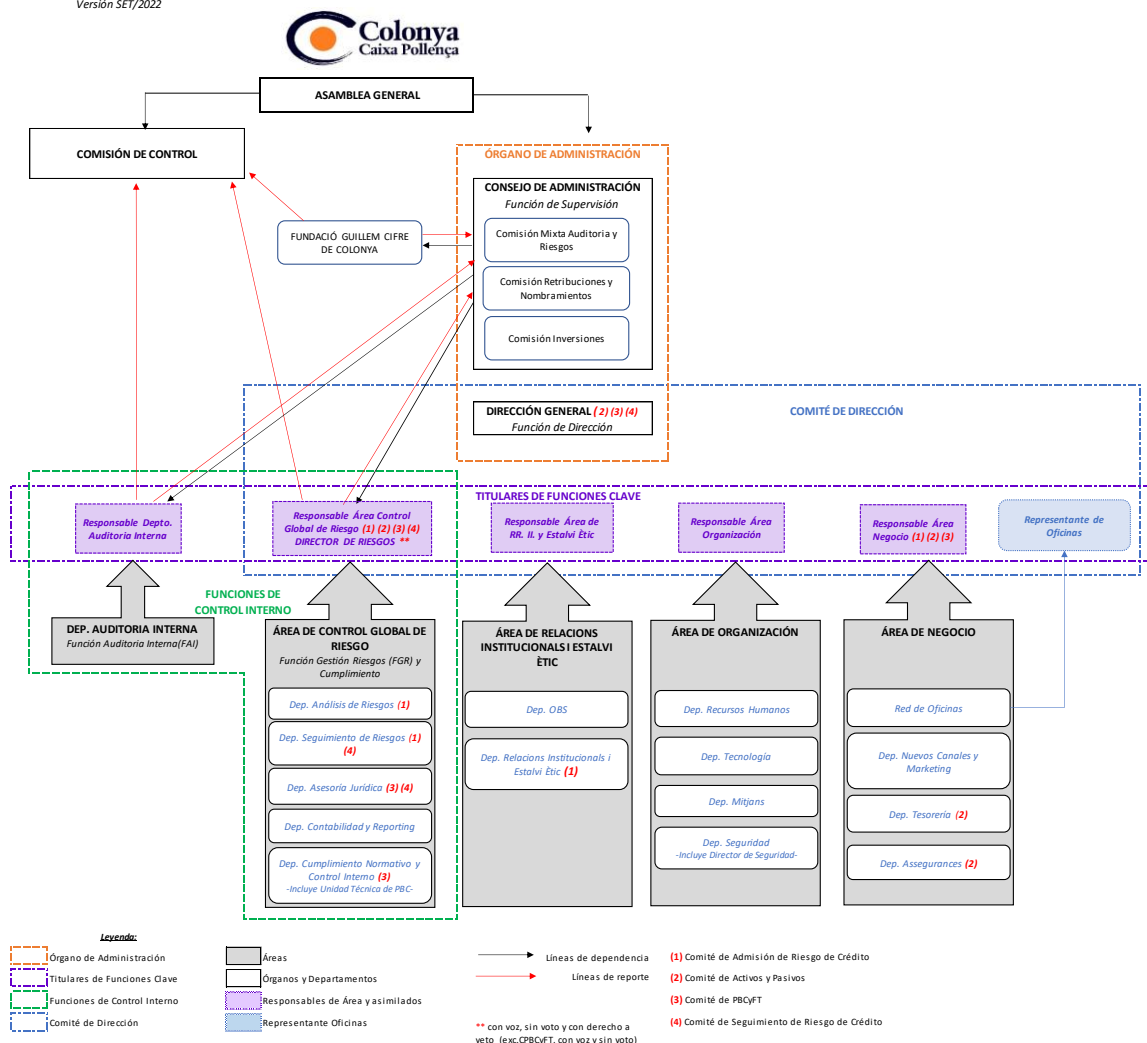 Versión SET/2022
Colonya
Caixa Pollença
ASAMBLEA GENERAL
COMISIÓN DE CONTROL
ÓRGANO DE ADMINISTRACIÓN
CONSEJO DE ADMINISTRACIÓN
Función de Supervisión
FUNDACIÓ GUILLEM CIFRE
DE COLONYA
Comisión Mixta Auditoria y
Riesgos
Comisión Retribuciones y
Nombramientos
Comisión Inversiones
DIRECCIÓN GENERAL ( 2) (3) (4)
Función de Dirección
COMITÉ DE DIRECCIÓN
TITULARES DE FUNCIONES CLAVE
Responsable Depto.
Auditoria Interna
Responsable Área Control
Global de Riesgo (1) (2) (3) (4)
DIRECTOR DE RIESGOS **
Responsable Área de
RR. II. y Estalvi Ètic
Responsable Área
Organización
Responsable Área
Negocio (1) (2) (3)
Representante de
Oficinas
FUNCIONES DE
CONTROL INTERNO
DEP. AUDITORIA INTERNA
Función Auditoria Interna(FAI)
ÁREA DE CONTROL GLOBAL DE
RIESGO
Función Gestión Riesgos (FGR) y
Cumplimiento
Dep. Análisis de Riesgos (1)
Dep. Seguimiento de Riesgos (1)
(4)
Dep. Asesoría Jurídica (3) (4)
Dep. Contabilidad y Reporting
Dep. Cumplimiento Normativo y
Control Interno (3)
-Incluye Unidad Técnica de PBC-
ÁREA DE RELACIONS
INSTITUCIONALS I ESTALVI
ÈTIC
Dep. OBS
Dep. Relacions Institucionals i
Estalvi Ètic (1)
ÁREA DE ORGANIZACIÓN
Dep. Recursos Humanos
Dep. Tecnología
Dep. Mitjans
Dep. Seguridad
-Incluye Director de Seguridad-
ÁREA DE NEGOCIO
Red de Oficinas
Dep. Nuevos Canales y
Marketing
Dep. Tesorería (2)
Dep. Assegurances (2)
Leyenda:
Órgano de Administración
Titulares de Funciones Clave
Funciones de Control Interno
Comité de Dirección
Áreas
Órganos y Departamentos
Responsables de Área y asimilados
Representante Oficinas
Líneas de dependencia
Líneas de reporte
** con voz, sin voto y con derecho a
veto (exc.CPBCyFT, con voz y sin voto)
(1) Comité de Admisión de Riesgo de Crédito
(2) Comité de Activos y Pasivos
(3) Comité de PBCyFT
(4) Comité de Seguimiento de Riesgo de Crédito